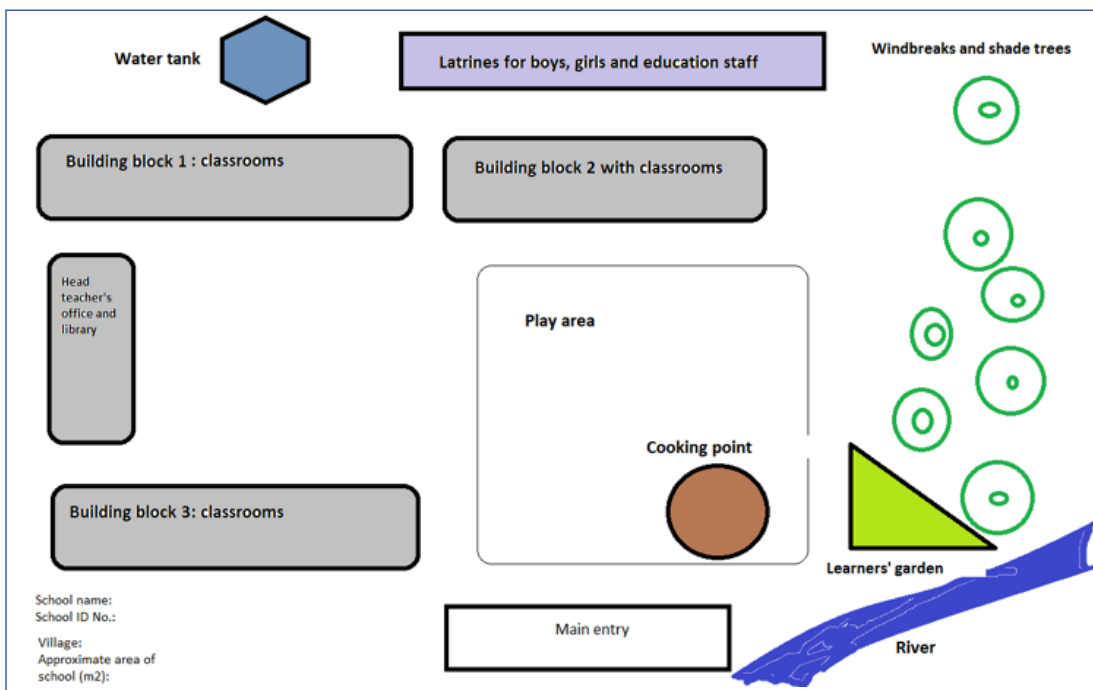 Water tank
Latrines for boys, girls and education staff
Windbreaks and shade trees
Building block 1 : classrooms
Building block 2 with classrooms
Head
teacher's
office and
library
Play area
Cooking point
Building block 3: classrooms
Learners' garden
School name:
School ID No.:
Village:
Approximate area of
school (m2):
Main entry
River